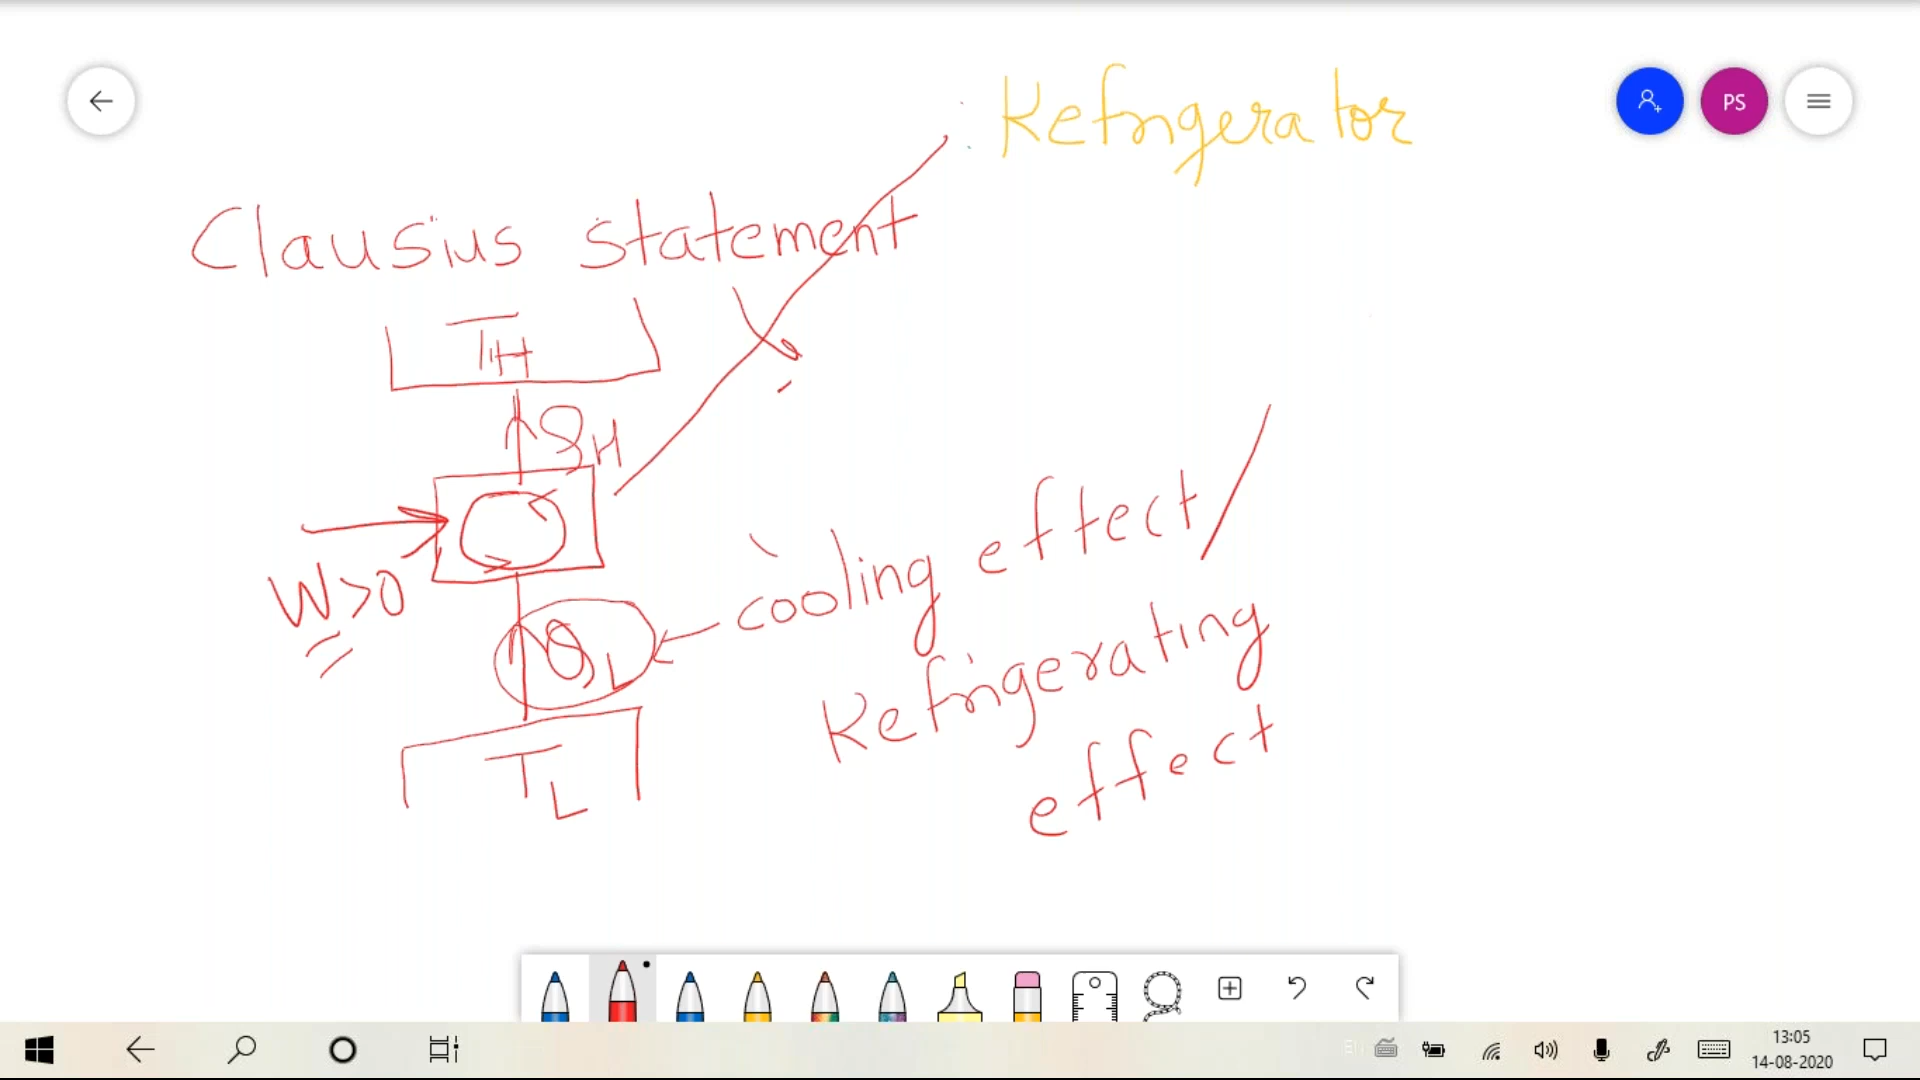 Refrigerator
PS
Clausius statement
TH
QH
W>0
QL
cooling effect/
Refrigerating
effect
TL
13:05
14-08-2020